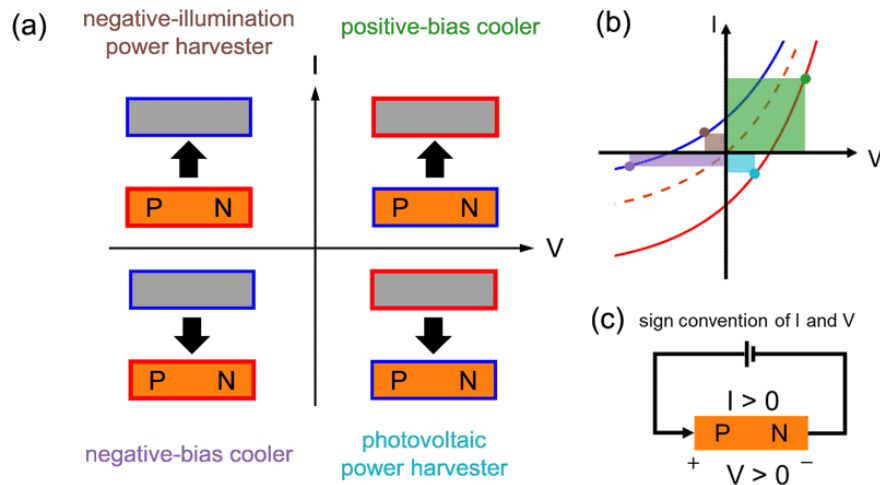 (a)
negative-illumination
power harvester
positive-bias cooler
I
P N
P N
V
P N
P N
negative-bias cooler
photovoltaic
power harvester
(b)
I
V
(c)
sign convention of I and V
I > 0
P N
+ −
V > 0